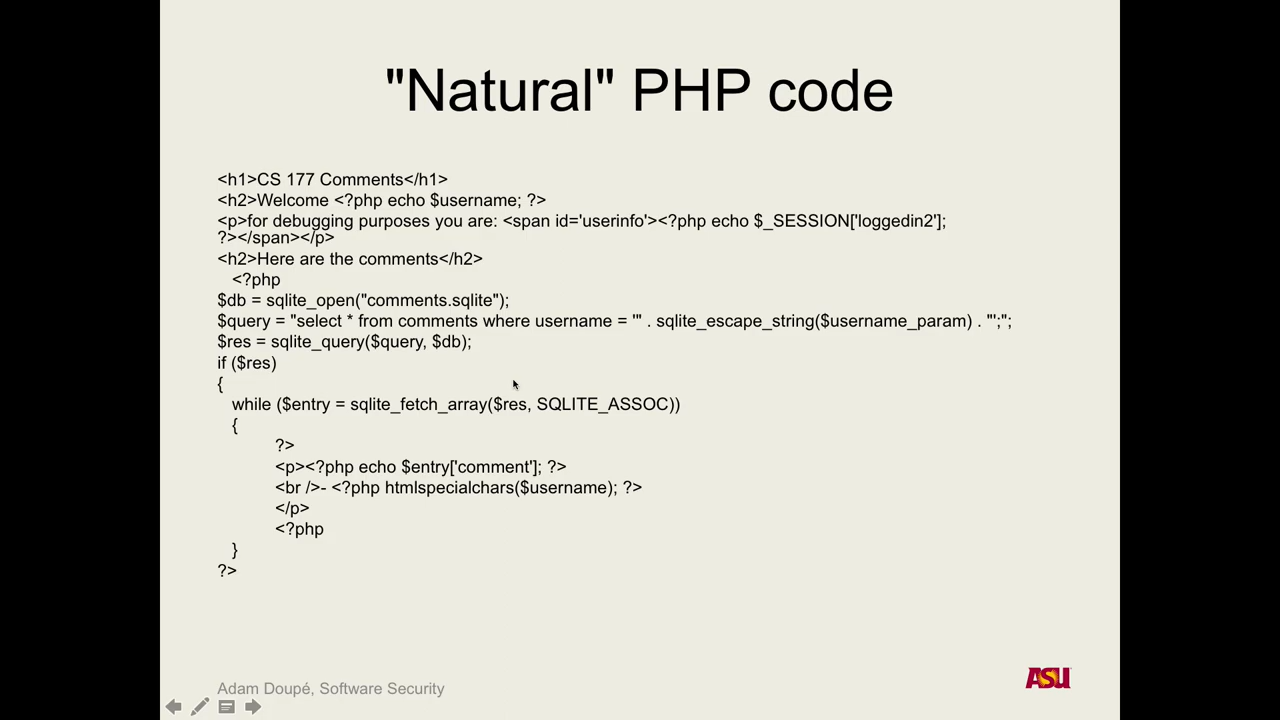 "Natural" PHP code
<h1>CS 177 Comments</h1>
<h2>Welcome <?php echo $username; ?>
<p>for debugging purposes you are: <span id='userinfo'><?php echo $_SESSION['loggedin2'];
?></span></p>
<h2>Here are the comments</h2>
<?php
$db = sqlite_open("comments.sqlite");
$query = "select * from comments where username = '" . sqlite_escape_string($username_param) . "';";
$res = sqlite_query($query, $db);
if ($res)
{
while ($entry = sqlite_fetch_array($res, SQLITE_ASSOC))
{
?>
<p><?php echo $entry['comment']; ?>
<br />- <?php htmlspecialchars($username); ?>
</p>
<?php
}
?>
Adam Doupé, Software Security
ASU